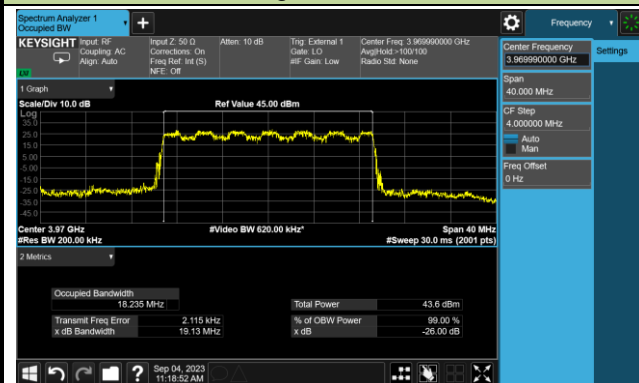 Spectrum Analyzer 1
Occupied BW
Frequency
KEYSIGHT
Input: RF
Coupling: AC
Align: Auto
Input Z: 50 Ω
Corrections: On
Freq Ref: Int (S)
NFE: Off
Atten: 10 dB
Trig: External 1
Gate: LO
#IF Gain: Low
Center Freq: 3.969990000 GHz
Avg|Hold:>100/100
Radio Std: None
LXI
Center Frequency
3.969990000 GHz
Settings
Span
40.000 MHz
CF Step
4.000000 MHz
Auto
Man
Freq Offset
0 Hz
1 Graph
Scale/Div 10.0 dB
Ref Value 45.00 dBm
Log
35.0
25.0
15.0
5.00
-5.00
-15.0
-25.0
-35.0
-45.0
Center 3.97 GHz
#Video BW 620.00 kHz*
Span 40 MHz
#Res BW 200.00 kHz
#Sweep 30.0 ms (2001 pts)
2 Metrics
Occupied Bandwidth
18.235 MHz
Total Power
43.6 dBm
Transmit Freq Error
2.115 kHz
% of OBW Power
99.00 %
x dB Bandwidth
19.13 MHz
x dB
-26.00 dB
?
Sep 04, 2023
11:18:52 AM